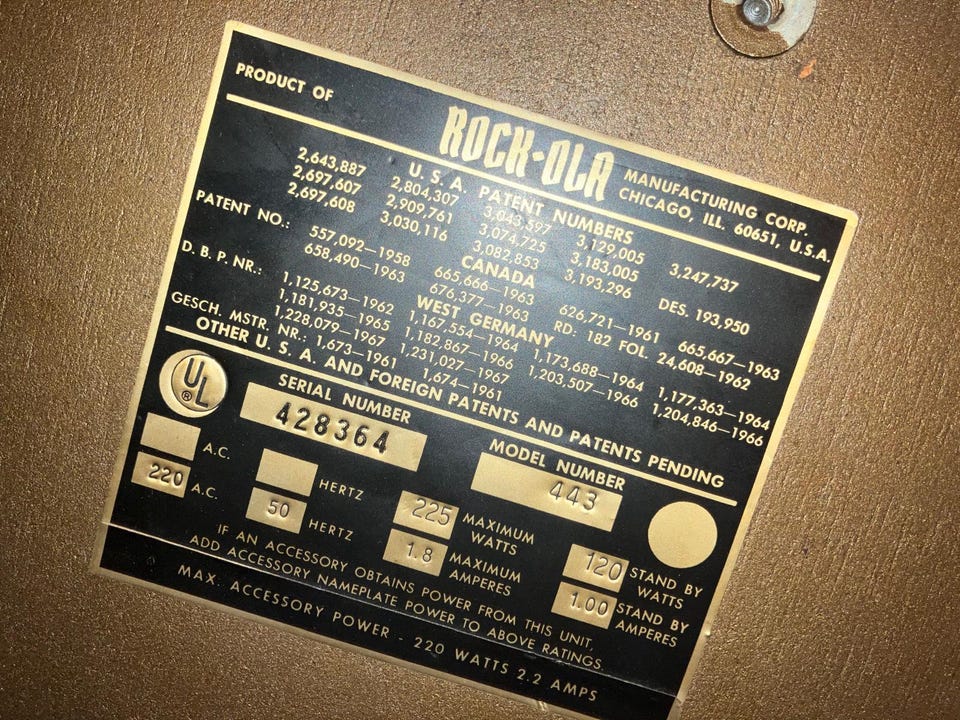 PRODUCT OF ROCK-OLA MANUFACTURING CORP.
CHICAGO, ILL. 60651, U.S.A.
U.S.A. PATENT NUMBERS
2,643,887 2,804,307 3,043,597 3,129,005 3,247,737
2,697,607 2,909,761 3,074,725 3,183,005
2,697,608 3,030,116 3,082,853 3,193,296 DES. 193,950
CANADA
PATENT NO.: 557,092—1958 665,666—1963 626,721—1961 665,667—1963
658,490—1963 676,377—1963 RD: 182 FOL. 24,608—1962
WEST GERMANY
D. B. P. NR.: 1,125,673—1962 1,167,554—1964 1,173,688—1964 1,177,363—1964
1,181,935—1965 1,182,867—1966 1,203,507—1966 1,204,846—1966
1,228,079—1967 1,231,027—1967
GESCH. MSTR. NR.: 1,673—1961 1,674—1961
OTHER U.S.A. AND FOREIGN PATENTS AND PATENTS PENDING
UL
®
SERIAL NUMBER
428364
MODEL NUMBER
443
A.C. HERTZ 225 MAXIMUM WATTS 120 STAND BY WATTS
220 A.C. 50 HERTZ 1.8 MAXIMUM AMPERES 1.00 STAND BY AMPERES
IF AN ACCESSORY OBTAINS POWER FROM THIS UNIT,
ADD ACCESSORY NAMEPLATE POWER TO ABOVE RATINGS.
MAX. ACCESSORY POWER - 220 WATTS 2.2 AMPS